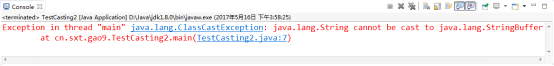 Console
<terminated> TestCasting2 [Java Application] D:\Java\jdk1.8.0\bin\javaw.exe (2017年5月16日 下午3:58:25)
Exception in thread "main" java.lang.ClassCastException: java.lang.String cannot be cast to java.lang.StringBuffer
at cn.sxt.gao9.TestCasting2.main(TestCasting2.java:7)